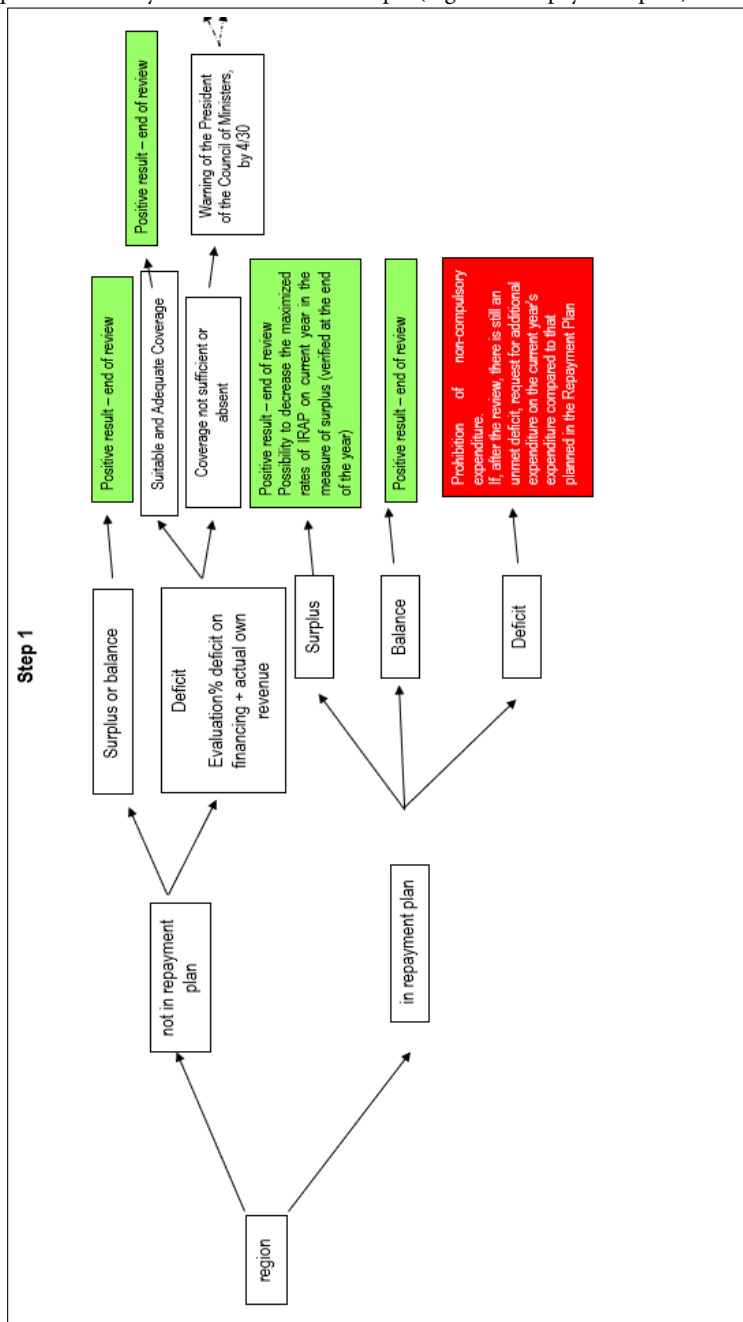 Step 1
region
not in repayment
plan
Surplus or balance
Positive result – end of review
Deficit
Evaluation% deficit on
financing + actual own
revenue
Suitable and Adequate Coverage
Positive result – end of review
Coverage not sufficient or
absent
Warning of the President
of the Council of Ministers,
by 4/30
in repayment plan
Surplus
Positive result – end of review
Possibility to decrease the maximized
rates of IRAP on current year in the
measure of surplus (verified at the end
of the year)
Balance
Positive result – end of review
Deficit
Prohibition of non-compulsory
expenditure.
If, after the review, there is still an
unmet deficit, request for additional
expenditure on the current year's
expenditure compared to that
planned in the Repayment Plan